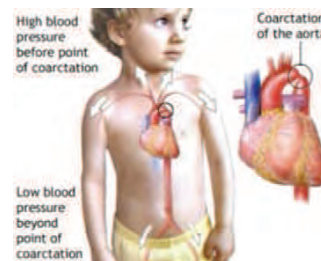 High blood
pressure
before point
of coarctation
Coarctation
of the aort
Low blood
pressure
beyond
point of
coarctation